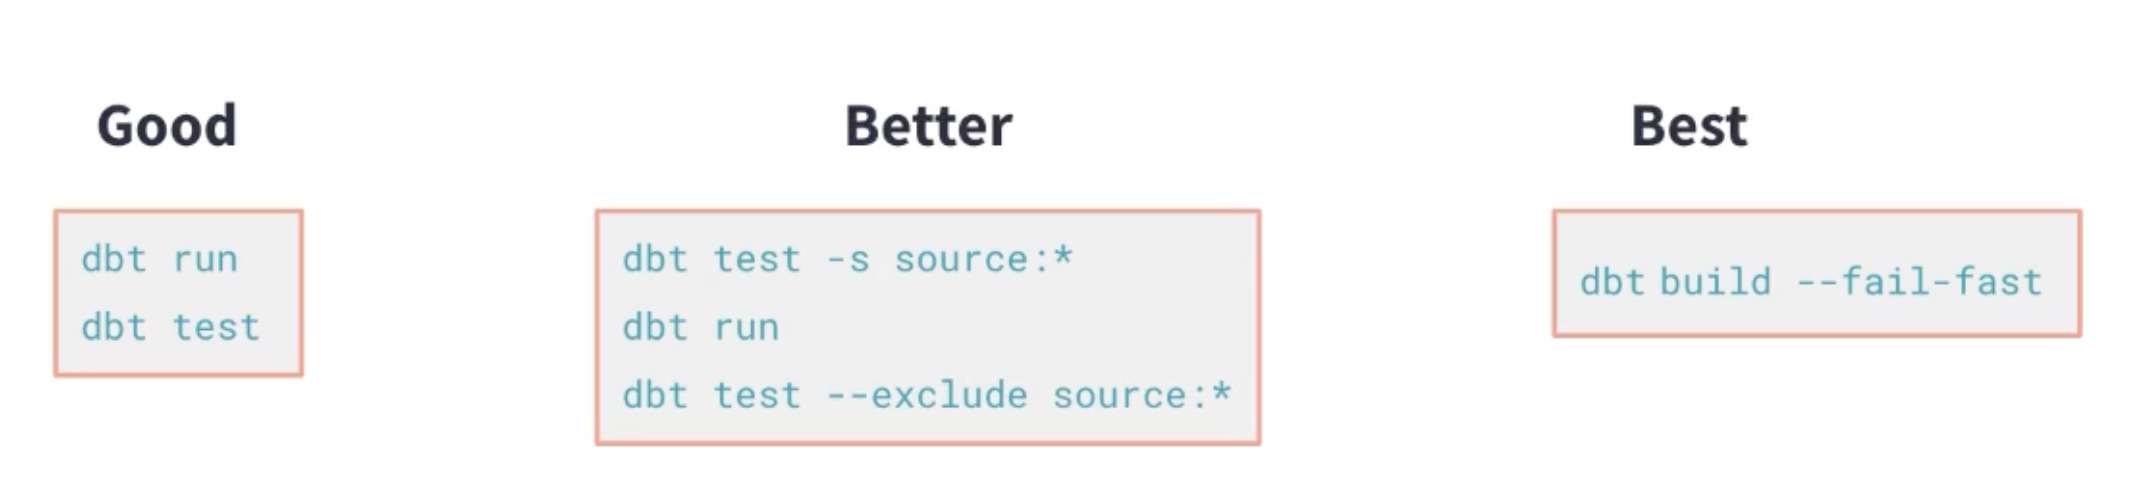 Good
dbt run
dbt test
Better
dbt test -s source:*
dbt run
dbt test --exclude source:*
Best
dbt build --fail-fast